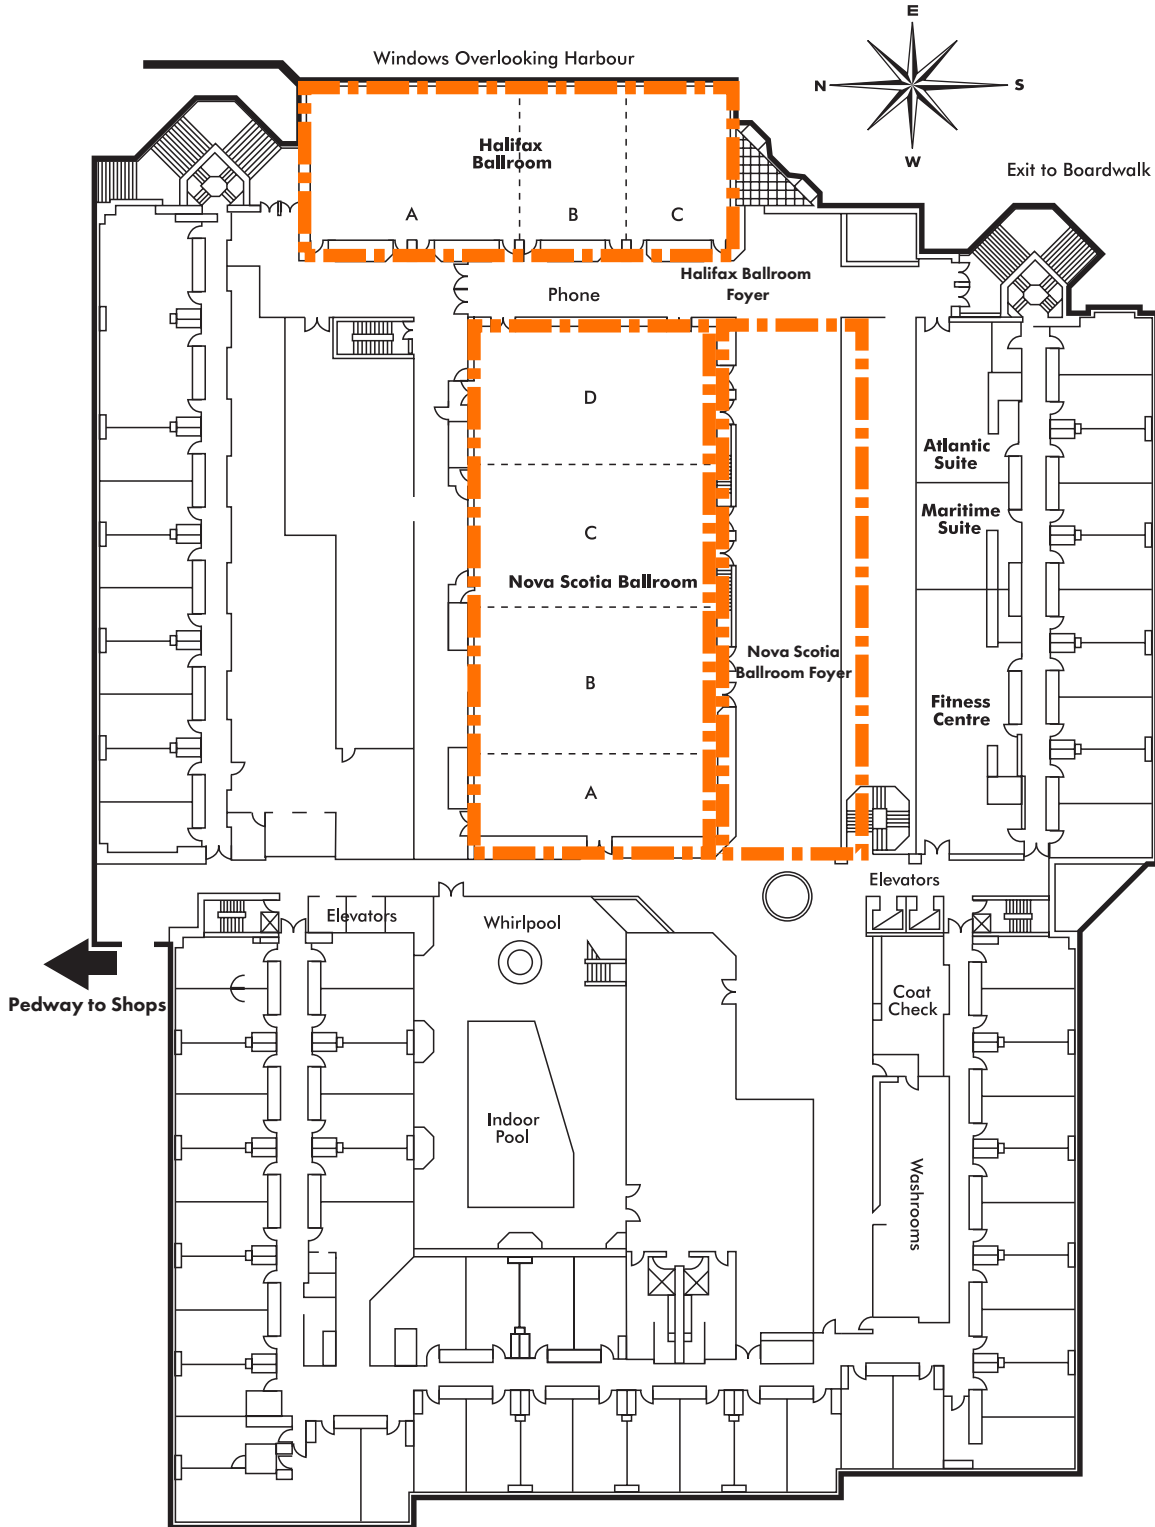 E
Windows Overlooking Harbour
N
S
W
Exit to Boardwalk
Halifax
Ballroom
A
B
C
Halifax Ballroom
Foyer
Phone
D
Atlantic
Suite
Maritime
Suite
C
Nova Scotia Ballroom
Nova Scotia
Ballroom Foyer
B
Fitness
Centre
A
Elevators
Elevators
Whirlpool
Pedway to Shops
Coat
Check
Indoor
Pool
Washrooms